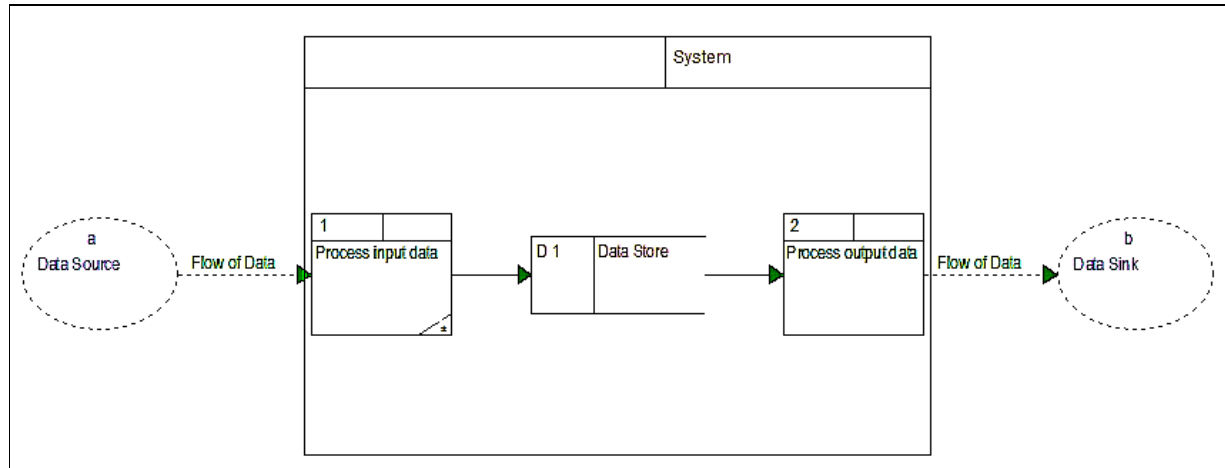 System
a
Data Source
Flow of Data
1
Process input data
±
D 1
Data Store
2
Process output data
Flow of Data
b
Data Sink